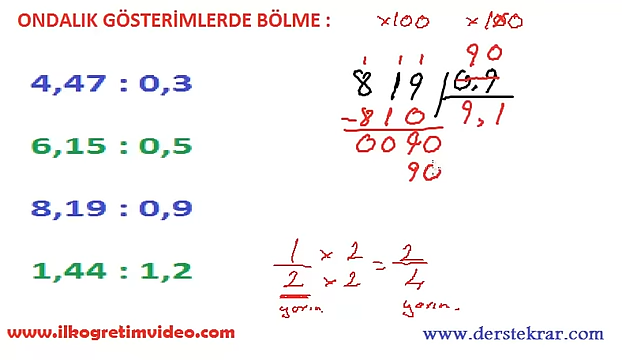 ONDALIK GÖSTERİMLERDE BÖLME :
×100 ×100
4,47 : 0,3
6,15 : 0,5
8,19 : 0,9
1,44 : 1,2
90
819 0,9
-810 9,1
0090
90
1 × 2 = 2
2 × 2 4
yarım yarım.
www.ilkogretimvideo.com
www.derstekrar.com